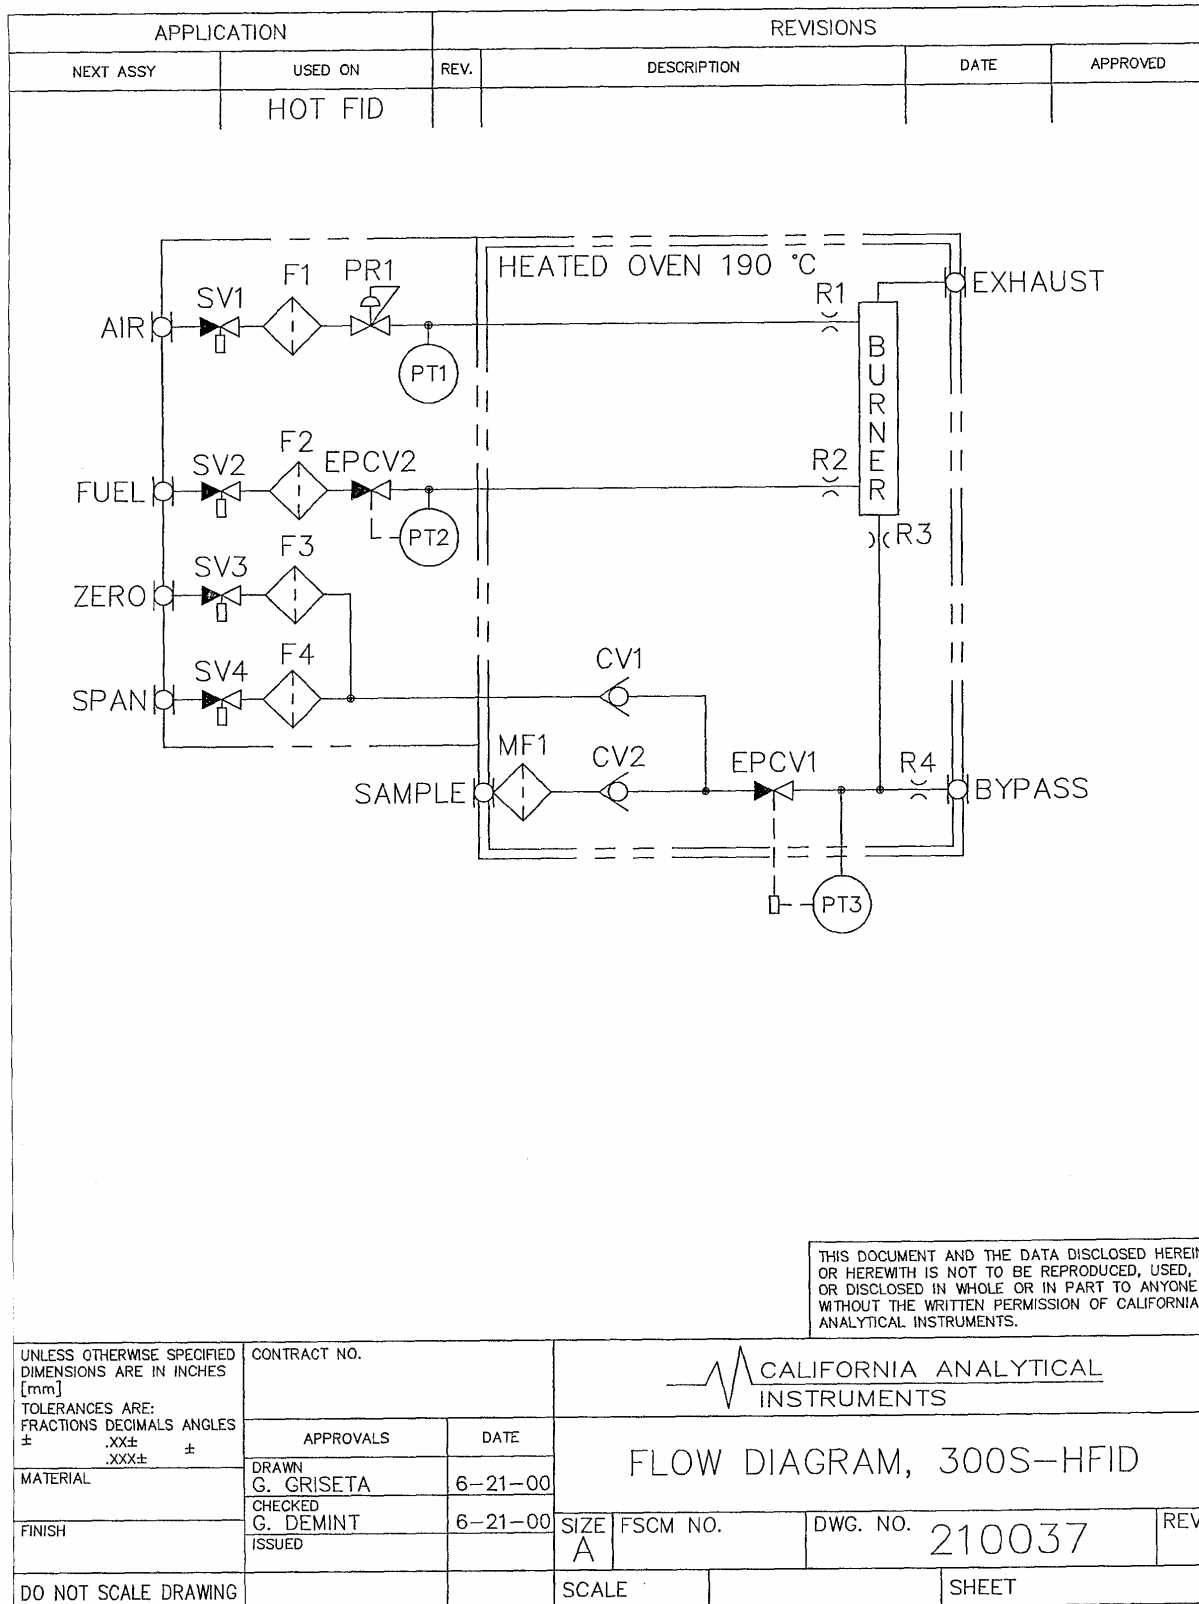 APPLICATION
REVISIONS
NEXT ASSY
USED ON
REV.
DESCRIPTION
DATE
APPROVED
HOT FID
HEATED OVEN 190 °C
EXHAUST
F1
PR1
SV1
R1
AIR
PT1
BURNER
F2
EPCV2
SV2
R2
FUEL
PT2
R3
F3
SV3
ZERO
F4
SV4
CV1
SPAN
MF1
CV2
EPCV1
R4
SAMPLE
BYPASS
PT3
THIS DOCUMENT AND THE DATA DISCLOSED HEREIN
OR HEREWITH IS NOT TO BE REPRODUCED, USED,
OR DISCLOSED IN WHOLE OR IN PART TO ANYONE
WITHOUT THE WRITTEN PERMISSION OF CALIFORNIA
ANALYTICAL INSTRUMENTS.
UNLESS OTHERWISE SPECIFIED
DIMENSIONS ARE IN INCHES
[mm]
TOLERANCES ARE:
FRACTIONS DECIMALS ANGLES
± .XX± ±
.XXX±
MATERIAL
FINISH
DO NOT SCALE DRAWING
CONTRACT NO.
APPROVALS
DATE
DRAWN
G. GRISETA
6-21-00
CHECKED
G. DEMINT
6-21-00
ISSUED
CALIFORNIA ANALYTICAL
INSTRUMENTS
FLOW DIAGRAM, 300S-HFID
SIZE
A
FSCM NO.
DWG. NO.
210037
REV
SCALE
SHEET